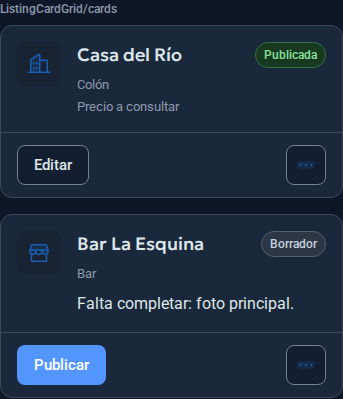 ListingCardGrid/cards
Casa del Río
Publicada
Colón
Precio a consultar
Editar
Bar La Esquina
Borrador
Bar
Falta completar: foto principal.
Publicar